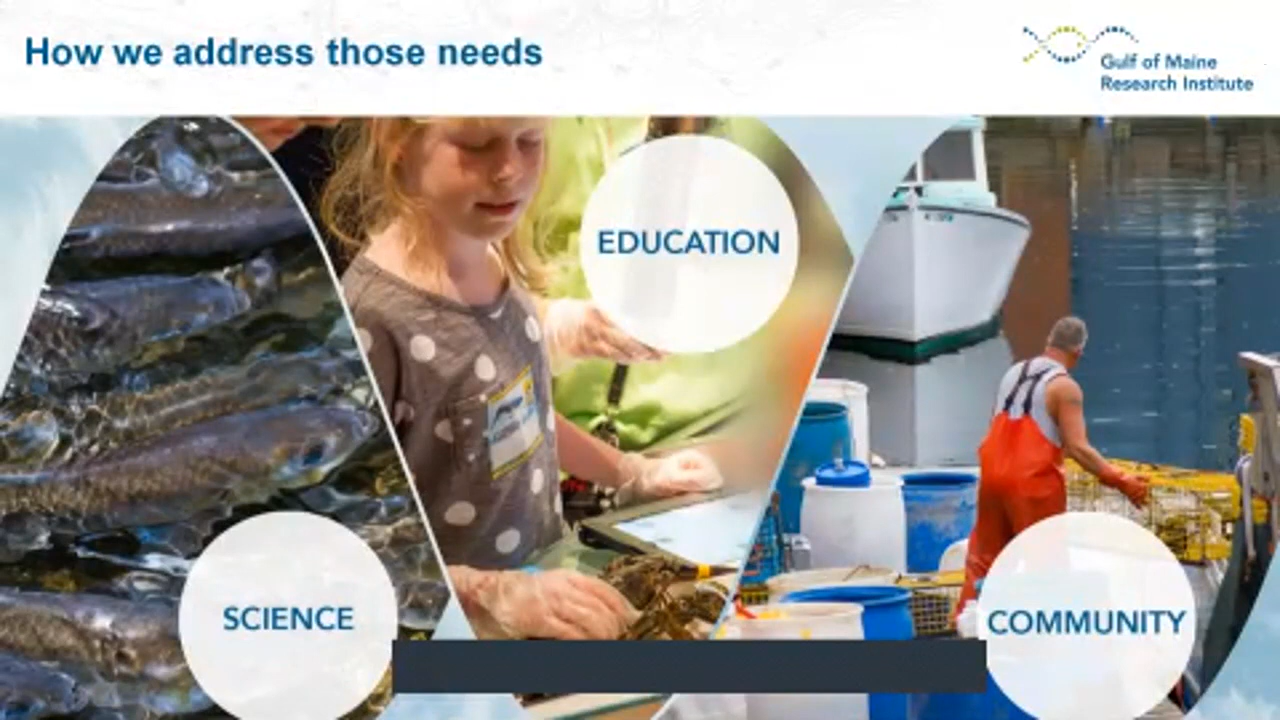 How we address those needs
Gulf of Maine
Research Institute
EDUCATION
SCIENCE
COMMUNITY